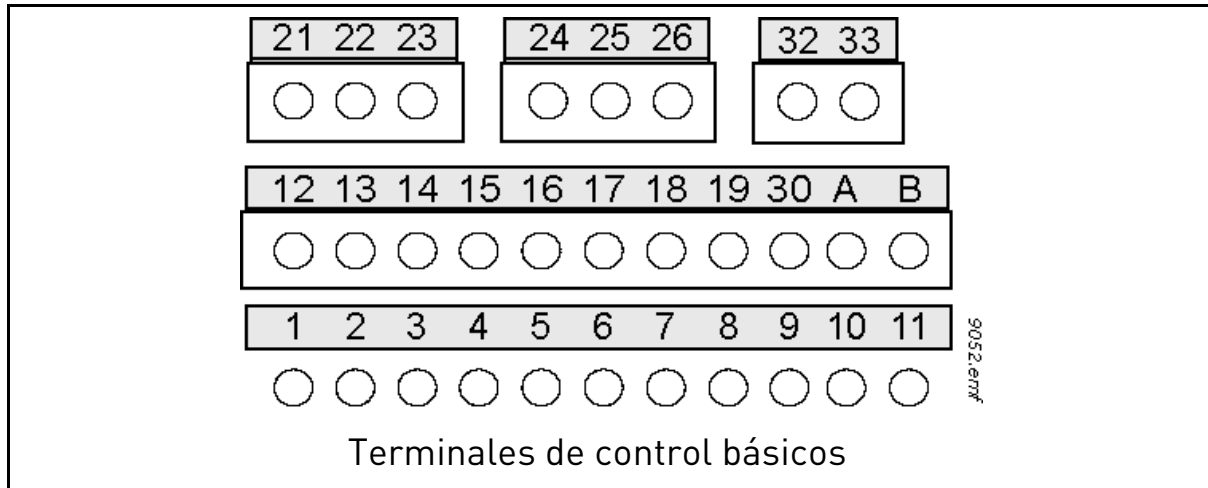 21 22 23 24 25 26 32 33
12 13 14 15 16 17 18 19 30 A B
1 2 3 4 5 6 7 8 9 10 11
9052.emf
Terminales de control básicos